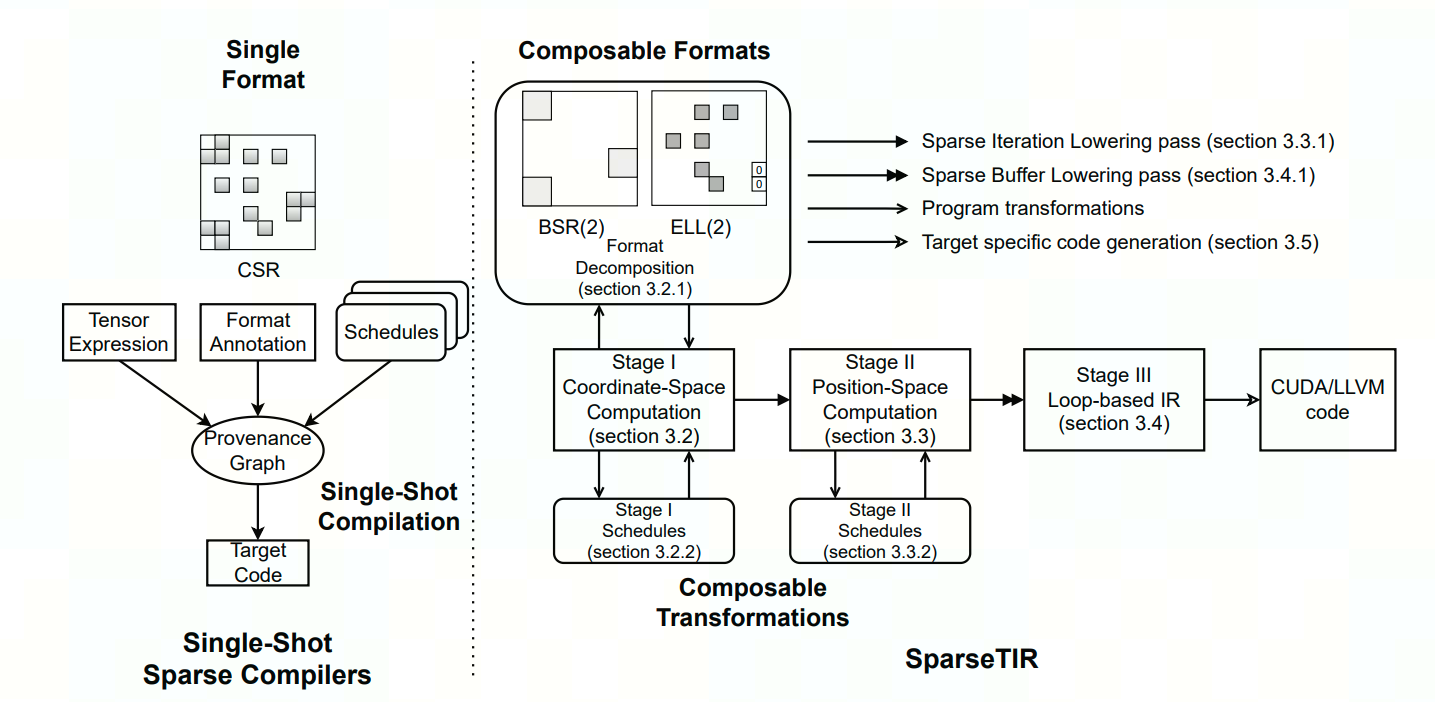 Single
Format
CSR
Tensor
Expression
Format
Annotation
Schedules
Provenance
Graph
Single-Shot
Compilation
Target
Code
Single-Shot
Sparse Compilers
Composable Formats
BSR(2)
ELL(2)
0
0
Format
Decomposition
(section 3.2.1)
Sparse Iteration Lowering pass (section 3.3.1)
Sparse Buffer Lowering pass (section 3.4.1)
Program transformations
Target specific code generation (section 3.5)
Stage I
Coordinate-Space
Computation
(section 3.2)
Stage II
Position-Space
Computation
(section 3.3)
Stage III
Loop-based IR
(section 3.4)
CUDA/LLVM
code
Stage I
Schedules
(section 3.2.2)
Stage II
Schedules
(section 3.3.2)
Composable
Transformations
SparseTIR